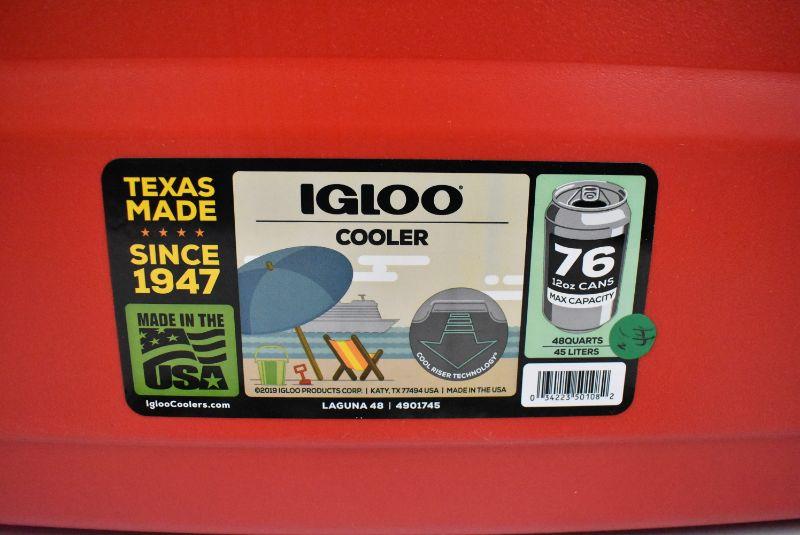 TEXAS
MADE
SINCE
1947
MADE IN THE
USA
IglooCoolers.com
IGLOO®
COOLER
COOL RISER TECHNOLOGY®
©2019 IGLOO PRODUCTS CORP. | KATY, TX 77494 USA | MADE IN THE USA
LAGUNA 48 | 4901745
76
12oz CANS
MAX CAPACITY
48QUARTS
45 LITERS
44
0 34223 50108 2